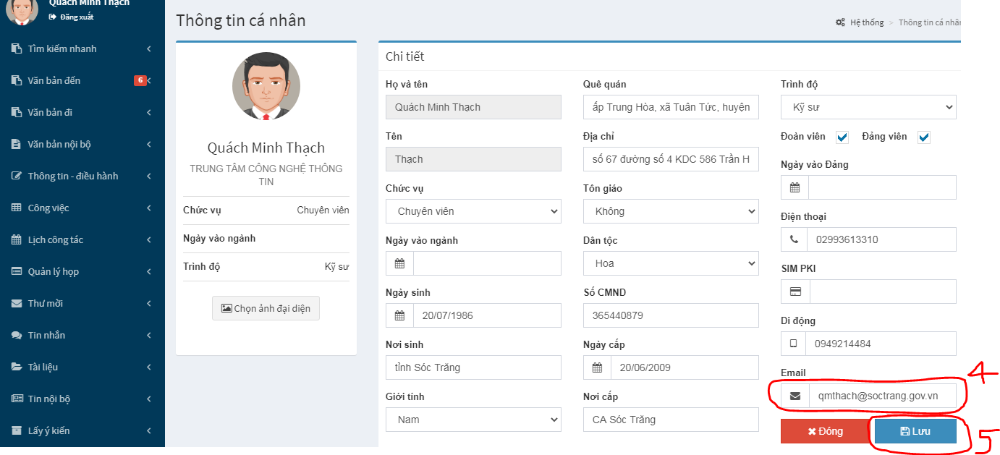 Quách Minh Thạch
Đăng xuất
Tìm kiếm nhanh
Văn bản đến 6
Văn bản đi
Văn bản nội bộ
Thông tin - điều hành
Công việc
Lịch công tác
Quản lý họp
Thư mời
Tin nhắn
Tài liệu
Tin nội bộ
Lấy ý kiến
Thông tin cá nhân
Hệ thống > Thông tin cá nhân
Quách Minh Thạch
TRUNG TÂM CÔNG NGHỆ THÔNG
TIN
Chức vụ Chuyên viên
Ngày vào ngành
Trình độ Kỹ sư
Chọn ảnh đại diện
Chi tiết
Họ và tên
Quách Minh Thạch
Tên
Thạch
Chức vụ
Chuyên viên
Ngày vào ngành
Ngày sinh
20/07/1986
Nơi sinh
tỉnh Sóc Trăng
Giới tính
Nam
Quê quán
ấp Trung Hòa, xã Tuân Tức, huyện
Địa chỉ
số 67 đường số 4 KDC 586 Trần H
Tôn giáo
Không
Dân tộc
Hoa
Số CMND
365440879
Ngày cấp
20/06/2009
Nơi cấp
CA Sóc Trăng
Trình độ
Kỹ sư
Đoàn viên Đảng viên
Ngày vào Đảng
Điện thoại
02993613310
SIM PKI
Di động
0949214484
Email
4
qmthach@soctrang.gov.vn
Đóng Lưu
5